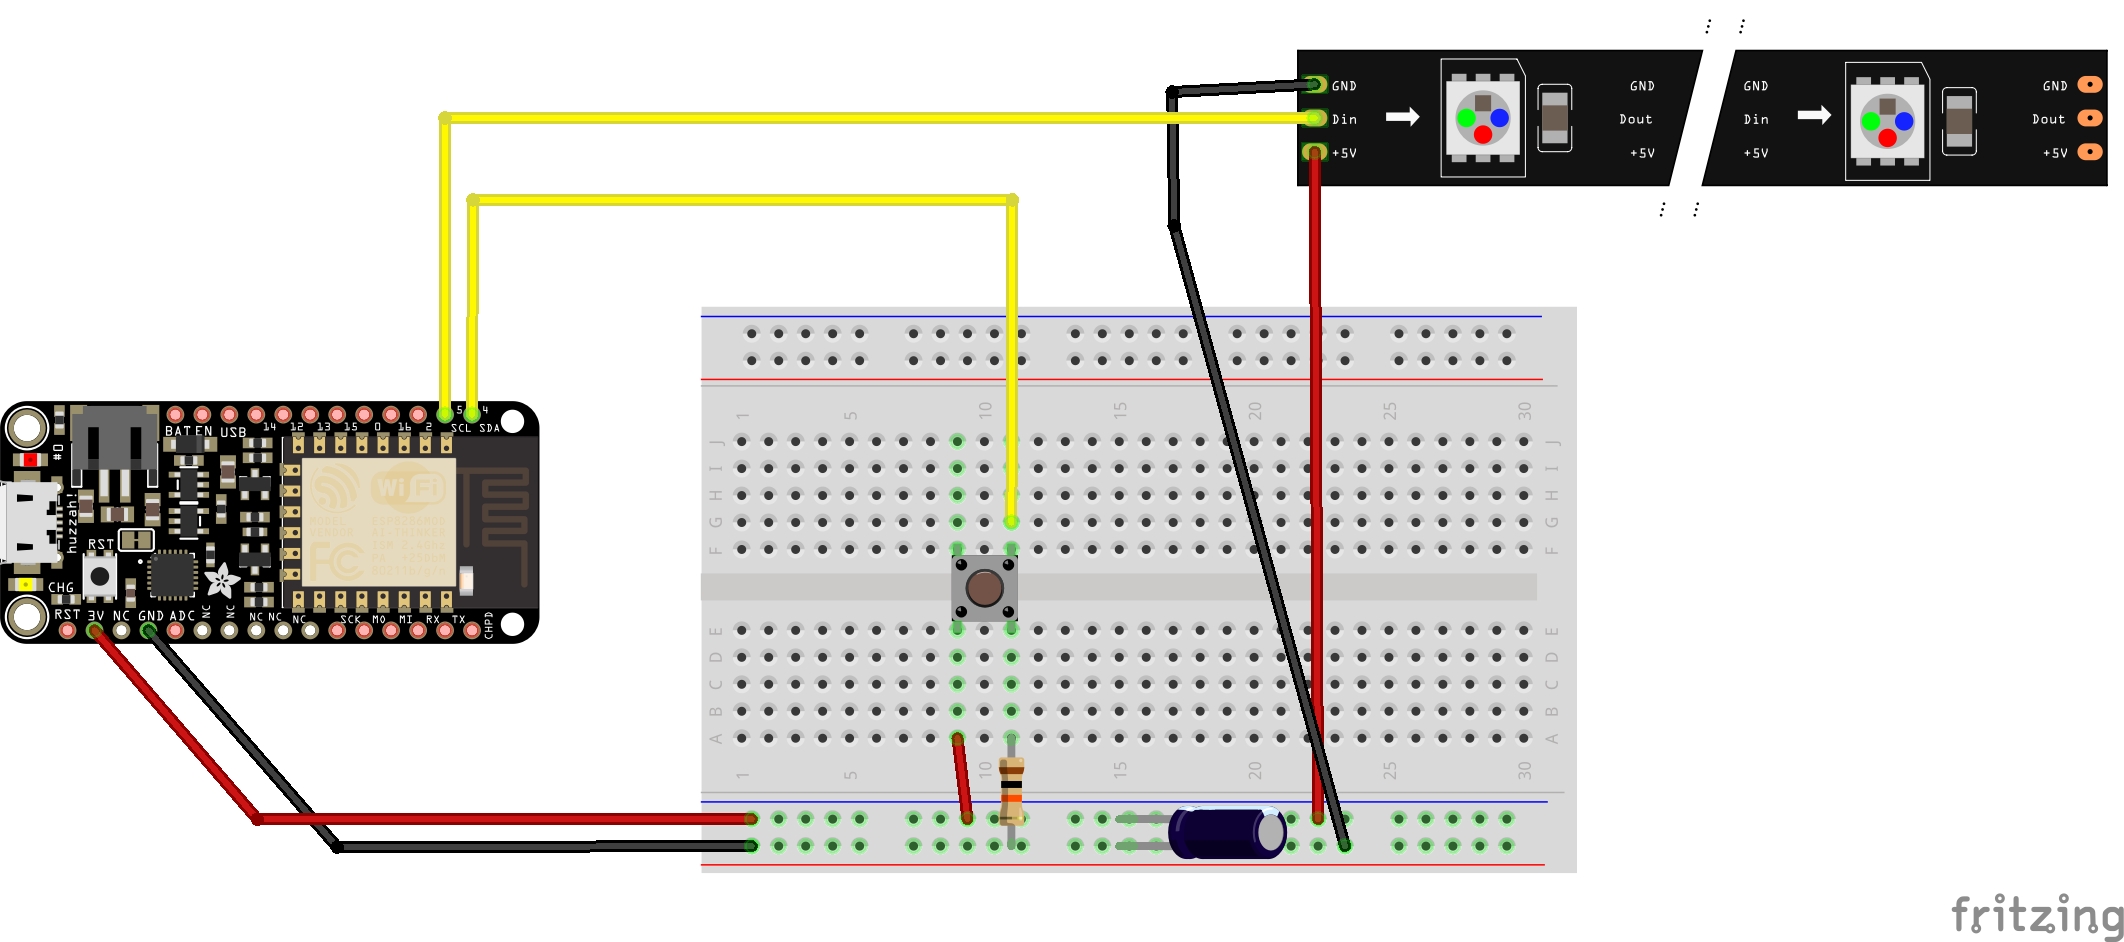 GND GND GND GND
Din Dout Din Dout
+5V +5V +5V +5V
5 4
BAT EN USB 14 12 13 15 0 16 2 SCL SDA
#0
WiFi
FC
huzzah!
RST
CHG
RST 3V NC GND ADC NC NC NC NC NC SCK MO MI RX TX CHPD
1 5 10 15 20 25 30
J J
I I
H H
G G
F F
E E
D D
C C
B B
A A
1 5 10 15 20 25 30
fritzing